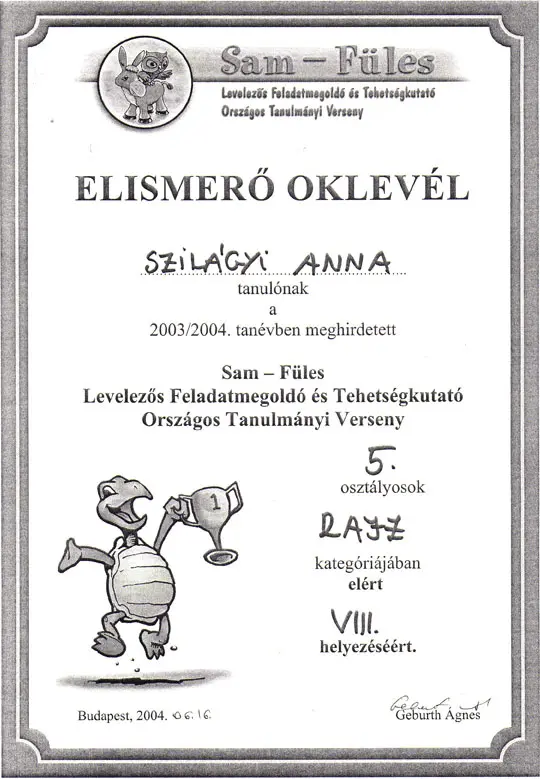 Sam – Füles
Levelezős Feladatmegoldó és Tehetségkutató
Országos Tanulmányi Verseny
ELISMERŐ OKLEVÉL
SZILÁGYI ANNA
tanulónak
a
2003/2004. tanévben meghirdetett
Sam – Füles
Levelezős Feladatmegoldó és Tehetségkutató
Országos Tanulmányi Verseny
5.
osztályosok
1
RAJZ
kategóriájában
elért
VIII.
helyezéséért.
Budapest, 2004. 06.16.
Geburth Ágnes